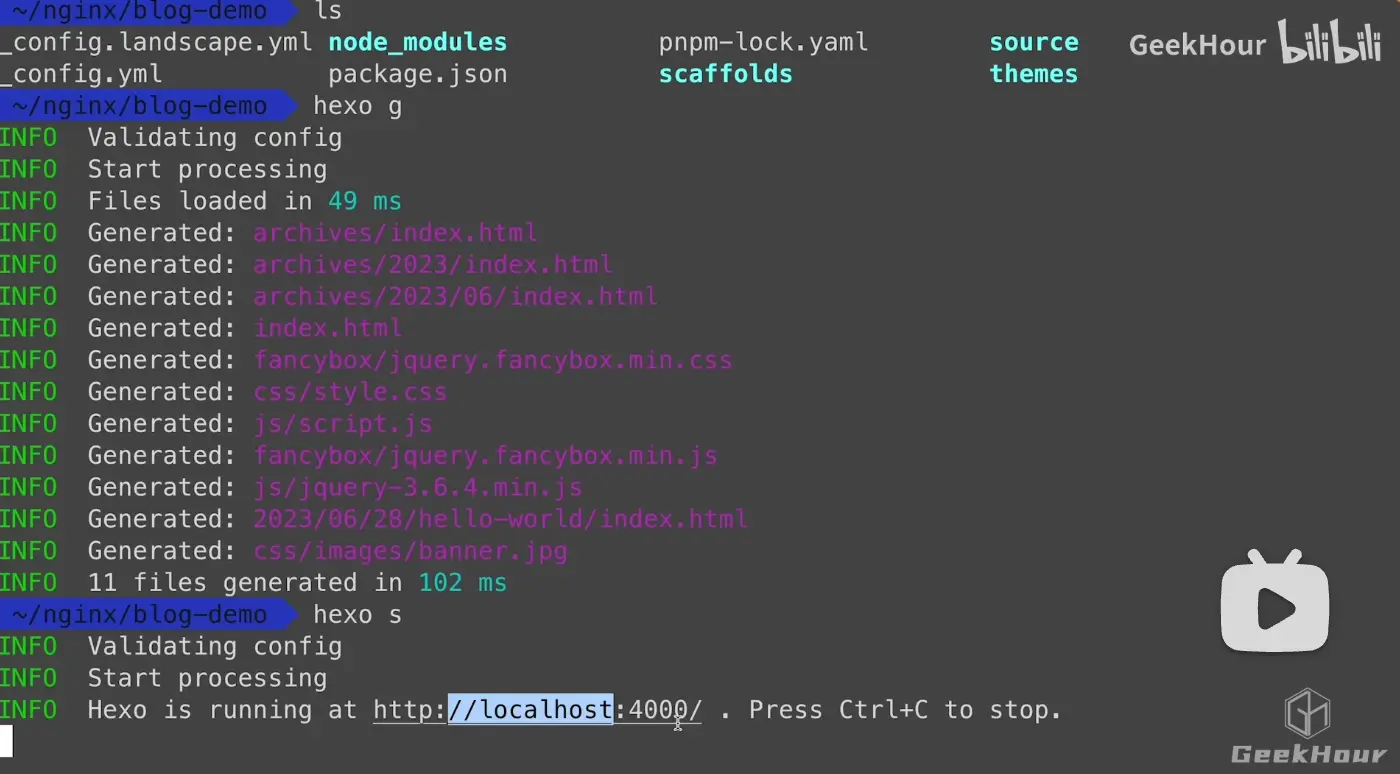 ~/nginx/blog-demo ls
_config.landscape.yml node_modules pnpm-lock.yaml source
_config.yml package.json scaffolds themes
GeekHour bilibili
~/nginx/blog-demo hexo g
INFO Validating config
INFO Start processing
INFO Files loaded in 49 ms
INFO Generated: archives/index.html
INFO Generated: archives/2023/index.html
INFO Generated: archives/2023/06/index.html
INFO Generated: index.html
INFO Generated: fancybox/jquery.fancybox.min.css
INFO Generated: css/style.css
INFO Generated: js/script.js
INFO Generated: fancybox/jquery.fancybox.min.js
INFO Generated: js/jquery-3.6.4.min.js
INFO Generated: 2023/06/28/hello-world/index.html
INFO Generated: css/images/banner.jpg
INFO 11 files generated in 102 ms
~/nginx/blog-demo hexo s
INFO Validating config
INFO Start processing
INFO Hexo is running at http://localhost:4000/ . Press Ctrl+C to stop.
GeekHour